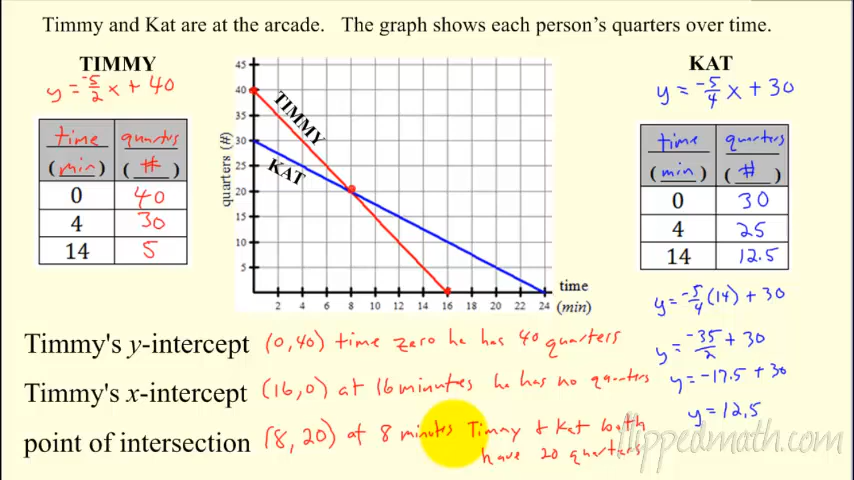 Timmy and Kat are at the arcade. The graph shows each person's quarters over time.
TIMMY
y = -5/2 x + 40
time (min) quarters (#)
0 40
4 30
14 5
quarters (#)
45
40
35
30
25
20
15
10
5
TIMMY
KAT
2 4 6 8 10 12 14 16 18 20 22 24 26
time (min)
KAT
y = -5/4 x + 30
time (min) quarters (#)
0 30
4 25
14 12.5
y = -5/4 (14) + 30
y = -35/2 + 30
y = -17.5 + 30
y = 12.5
Timmy's y-intercept (0,40) time zero he has 40 quarters
Timmy's x-intercept (16,0) at 16 minutes he has no quarters
point of intersection (8,20) at 8 minutes Timmy & Kat both
have 20 quarters
flippedmath.com